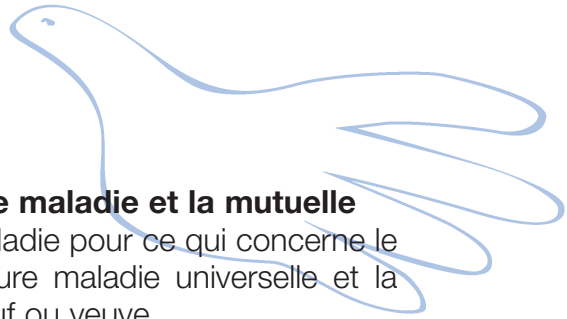 e maladie et la mutuelle
ladie pour ce qui concerne le
ure maladie universelle et la
uf ou veuve